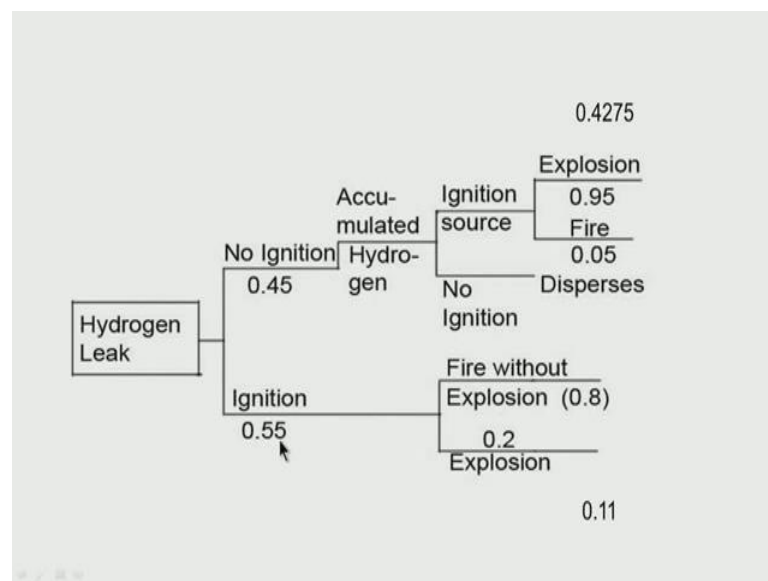 0.4275
Explosion
0.95
Fire
0.05
Disperses
Ignition
source
No
Ignition
Accu-
mulated
Hydro-
gen
No Ignition
0.45
Hydrogen
Leak
Ignition
0.55
Fire without
Explosion (0.8)
0.2
Explosion
0.11